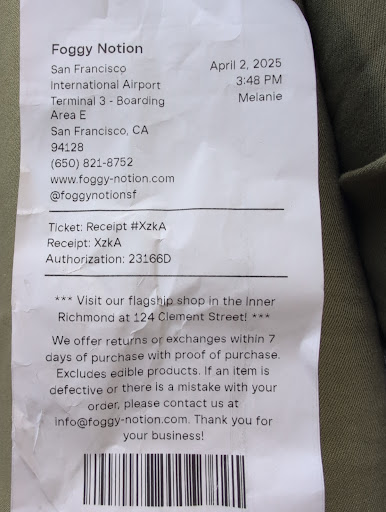 Foggy Notion
San Francisco
International Airport
Terminal 3 - Boarding
Area E
San Francisco, CA
94128
(650) 821-8752
www.foggy-notion.com
@foggynotionsf
April 2, 2025
3:48 PM
Melanie
Ticket: Receipt #XzkA
Receipt: XzkA
Authorization: 23166D
*** Visit our flagship shop in the Inner
Richmond at 124 Clement Street! ***
We offer returns or exchanges within 7
days of purchase with proof of purchase.
Excludes edible products. If an item is
defective or there is a mistake with your
order, please contact us at
info@foggy-notion.com. Thank you for
your business!